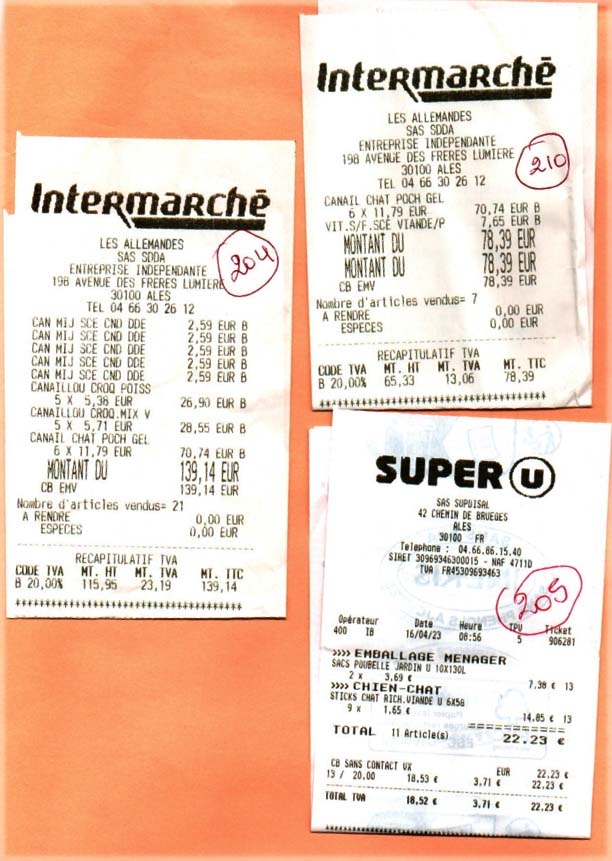 Intermarchē
LES ALLEMANDES
SAS SDDA
ENTREPRISE INDEPENDANTE
198 AVENUE DES FRERES LUMIERE
30100 ALES
TEL 04 66 30 26 12
204
CAN MIJ SCE CND DDE 2,59 EUR B
CAN MIJ SCE CND DDE 2,59 EUR B
CAN MIJ SCE CND DDE 2,59 EUR B
CAN MIJ SCE CND DDE 2,59 EUR B
CAN MIJ SCE CND DDE 2,59 EUR B
CANAILLOU CROQ POISS
5 X 5,38 EUR 26,90 EUR B
CANAILLOU CROQ.MIX V
5 X 5,71 EUR 28,55 EUR B
CANAIL CHAT POCH GEL
6 X 11,79 EUR 70,74 EUR B
MONTANT DU 139,14 EUR
CB EMV 139,14 EUR
Nombre d'articles vendus= 21
A RENDRE 0,00 EUR
ESPECES 0,00 EUR
RECAPITULATIF TVA
CODE TVA MT. HT MT. TVA MT. TTC
B 20,00% 115,95 23,19 139,14
Intermarchē
LES ALLEMANDES
SAS SDDA
ENTREPRISE INDEPENDANTE
198 AVENUE DES FRERES LUMIERE
30100 ALES
TEL 04 66 30 26 12
210
CANAIL CHAT POCH GEL
6 X 11,79 EUR 70,74 EUR B
VIT.S/F.SCE VIANDE/P 7,65 EUR B
MONTANT DU 78,39 EUR
MONTANT DU 78,39 EUR
CB EMV 78,39 EUR
Nombre d'articles vendus= 7
A RENDRE 0,00 EUR
ESPECES 0,00 EUR
RECAPITULATIF TVA
CODE TVA MT. HT MT. TVA MT. TTC
B 20,00% 65,33 13,06 78,39
SUPER U
SAS SUPDISAL
42 CHEMIN DE BRUEGES
ALES
30100 FR
Telephone : 04.66.86.15.40
SIRET 30969346300015 - NAF 4711D
TVA FR45309693463
205
Opérateur Date Heure TPV Ticket
400 IB 16/04/23 08:56 5 906281
>>>> EMBALLAGE MENAGER
SACS POUBELLE JARDIN U 10X130L
2 x 3,69 € 7,38 € 13
>>>> CHIEN-CHAT
STICKS CHAT RICH.VIANDE U 6X5G
9 x 1,65 € 14,85 € 13
TOTAL 11 Article(s) 22,23 €
CB SANS CONTACT VX EUR 22,23 €
13 / 20,00 18,53 € 3,71 € 22,23 €
TOTAL TVA 18,52 € 3,71 € 22,23 €